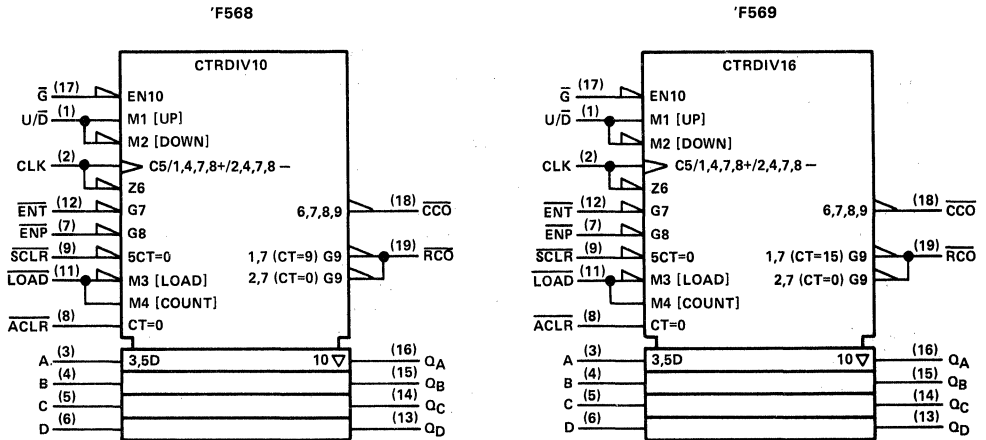 'F568
CTRDIV10
G̅ (17) EN10
U/D̅ (1) M1 [UP]
M2 [DOWN]
CLK (2) C5/1,4,7,8+/2,4,7,8 –
Z6
E̅N̅T̅ (12) G7 6,7,8,9 (18) C̅C̅O̅
E̅N̅P̅ (7) G8
S̅C̅L̅R̅ (9) 5CT=0 1,7 (CT=9) G9 (19) R̅C̅O̅
L̅O̅A̅D̅ (11) M3 [LOAD] 2,7 (CT=0) G9
M4 [COUNT]
A̅C̅L̅R̅ (8) CT=0
A (3) 3,5D 10 ▽ (16) QA
B (4) (15) QB
C (5) (14) QC
D (6) (13) QD
'F569
CTRDIV16
G̅ (17) EN10
U/D̅ (1) M1 [UP]
M2 [DOWN]
CLK (2) C5/1,4,7,8+/2,4,7,8 –
Z6
E̅N̅T̅ (12) G7 6,7,8,9 (18) C̅C̅O̅
E̅N̅P̅ (7) G8
S̅C̅L̅R̅ (9) 5CT=0 1,7 (CT=15) G9 (19) R̅C̅O̅
L̅O̅A̅D̅ (11) M3 [LOAD] 2,7 (CT=0) G9
M4 [COUNT]
A̅C̅L̅R̅ (8) CT=0
A (3) 3,5D 10 ▽ (16) QA
B (4) (15) QB
C (5) (14) QC
D (6) (13) QD